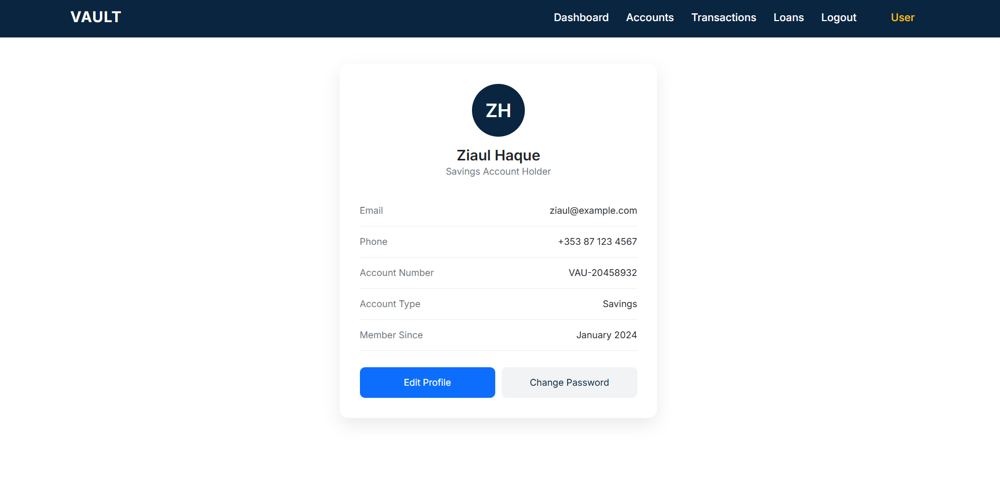 VAULT
Dashboard Accounts Transactions Loans Logout User
ZH
Ziaul Haque
Savings Account Holder
Email ziaul@example.com
Phone +353 87 123 4567
Account Number VAU-20458932
Account Type Savings
Member Since January 2024
Edit Profile Change Password